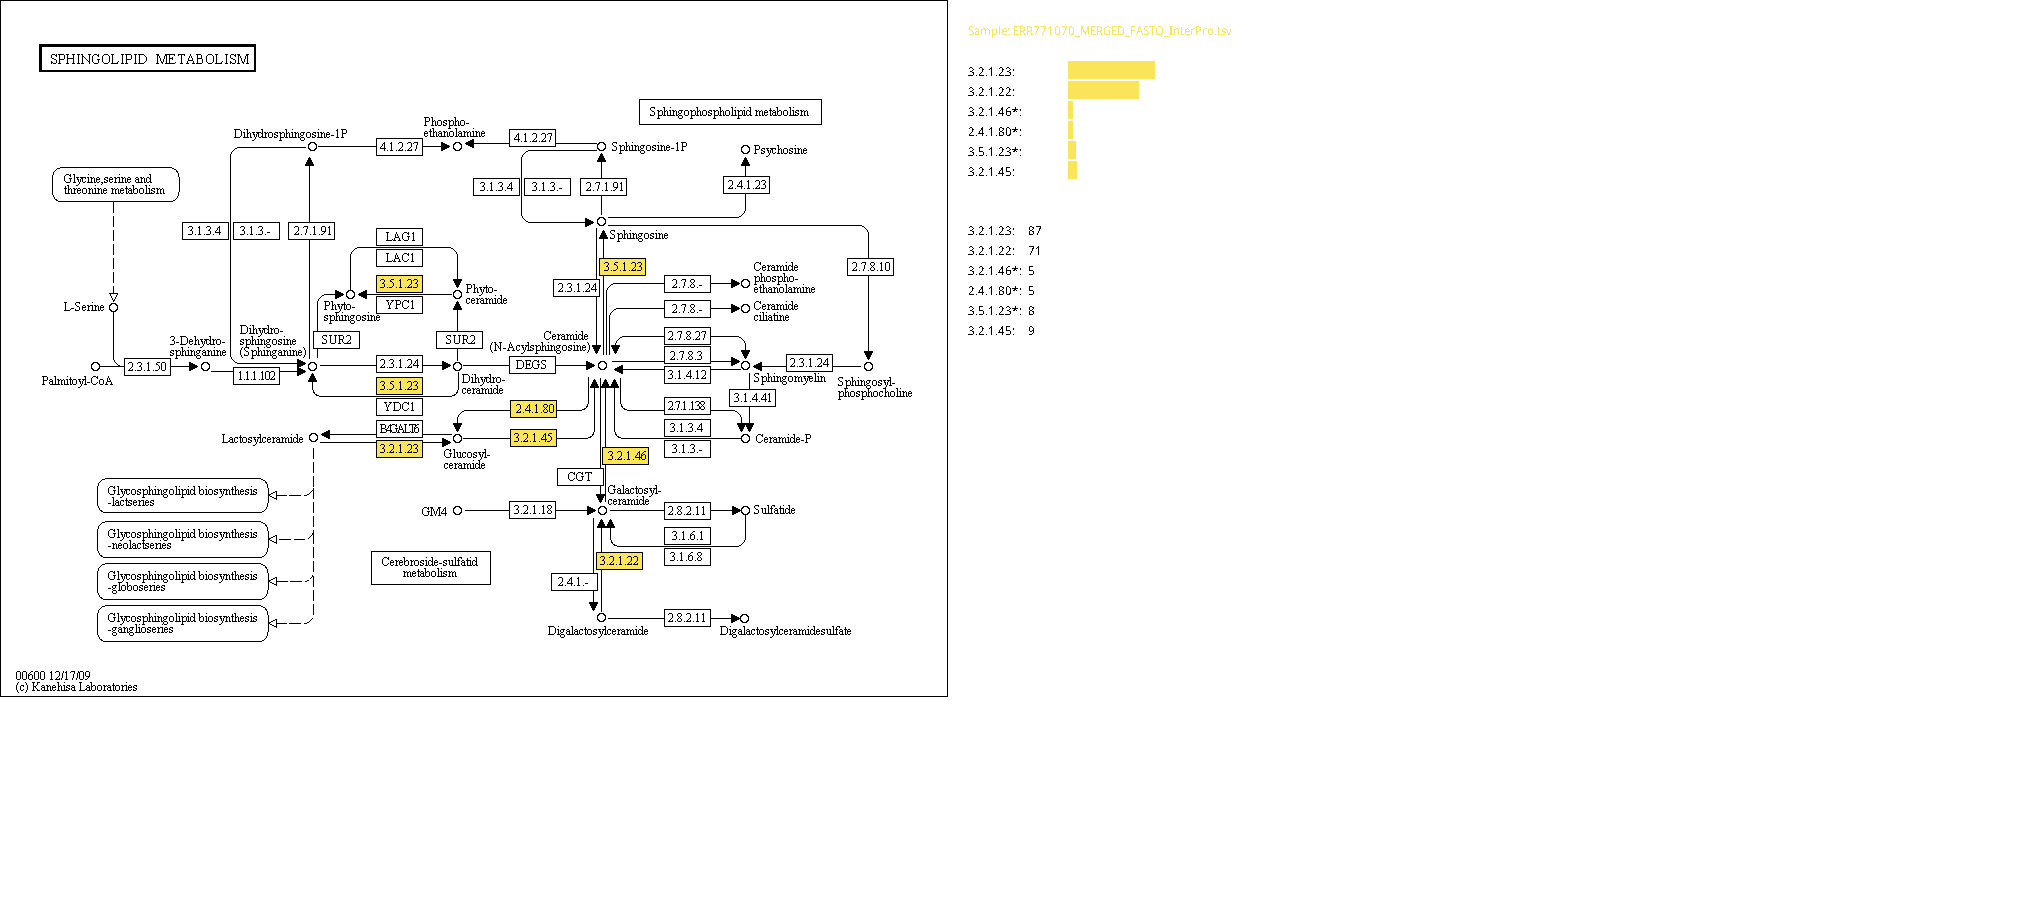 SPHINGOLIPID METABOLISM
Sphingophospholipid metabolism
Dihydrosphingosine-1P
Phospho-
ethanolamine
4.1.2.27
4.1.2.27
Sphingosine-1P
Psychosine
Glycine,serine and
threonine metabolism
3.1.3.4
3.1.3.-
2.7.1.91
2.4.1.23
3.1.3.4
3.1.3.-
2.7.1.91
LAG1
LAC1
3.5.1.23
YPC1
Sphingosine
3.5.1.23
2.3.1.24
2.7.8.10
Phyto-
sphingosine
Phyto-
ceramide
2.7.8.-
Ceramide
phospho-
ethanolamine
2.7.8.-
Ceramide
ciliatine
L-Serine
SUR2
SUR2
3-Dehydro-
sphinganine
Dihydro-
sphingosine
(Sphinganine)
Ceramide
(N-Acylsphingosine)
2.7.8.27
2.7.8.3
3.1.4.12
Palmitoyl-CoA
2.3.1.50
1.1.1.102
2.3.1.24
3.5.1.23
YDC1
Dihydro-
ceramide
DEGS
Sphingomyelin
2.3.1.24
Sphingosyl-
phosphocholine
3.1.4.41
2.4.1.80
2.7.1.138
3.1.3.4
3.1.3.-
Ceramide-P
Lactosylceramide
B4GALT6
3.2.1.23
Glucosyl-
ceramide
3.2.1.45
3.2.1.46
CGT
Galactosyl-
ceramide
Glycosphingolipid biosynthesis
-lactseries
GM4
3.2.1.18
2.8.2.11
Sulfatide
3.1.6.1
3.1.6.8
Glycosphingolipid biosynthesis
-neolactseries
Cerebroside-sulfatid
metabolism
3.2.1.22
2.4.1.-
Glycosphingolipid biosynthesis
-globoseries
Glycosphingolipid biosynthesis
-ganglioseries
Digalactosylceramide
2.8.2.11
Digalactosylceramidesulfate
00600 12/17/09
(c) Kanehisa Laboratories
Sample: ERR771070_MERGED_FASTQ_InterPro.tsv
3.2.1.23:
3.2.1.22:
3.2.1.46*:
2.4.1.80*:
3.5.1.23*:
3.2.1.45:
3.2.1.23: 87
3.2.1.22: 71
3.2.1.46*: 5
2.4.1.80*: 5
3.5.1.23*: 8
3.2.1.45: 9